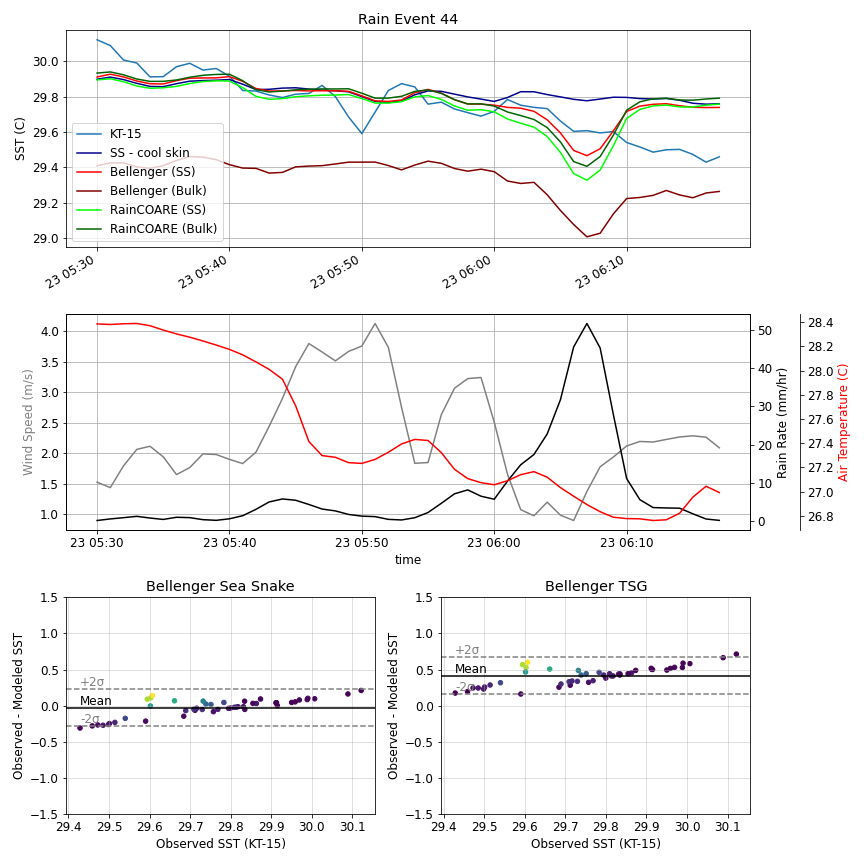 Rain Event 44
SST (C)
30.0
29.8
29.6
29.4
29.2
29.0
KT-15
SS - cool skin
Bellenger (SS)
Bellenger (Bulk)
RainCOARE (SS)
RainCOARE (Bulk)
23 05:30
23 05:40
23 05:50
23 06:00
23 06:10
Wind Speed (m/s)
4.0
3.5
3.0
2.5
2.0
1.5
1.0
50
40
30
20
10
0
Rain Rate (mm/hr)
28.4
28.2
28.0
27.8
27.6
27.4
27.2
27.0
26.8
Air Temperature (C)
23 05:30
23 05:40
23 05:50
23 06:00
23 06:10
time
Bellenger Sea Snake
Observed - Modeled SST
1.5
1.0
0.5
0.0
−0.5
−1.0
−1.5
+2σ
Mean
-2σ
29.4 29.5 29.6 29.7 29.8 29.9 30.0 30.1
Observed SST (KT-15)
Bellenger TSG
Observed - Modeled SST
1.5
1.0
0.5
0.0
−0.5
−1.0
−1.5
+2σ
Mean
-2σ
29.4 29.5 29.6 29.7 29.8 29.9 30.0 30.1
Observed SST (KT-15)